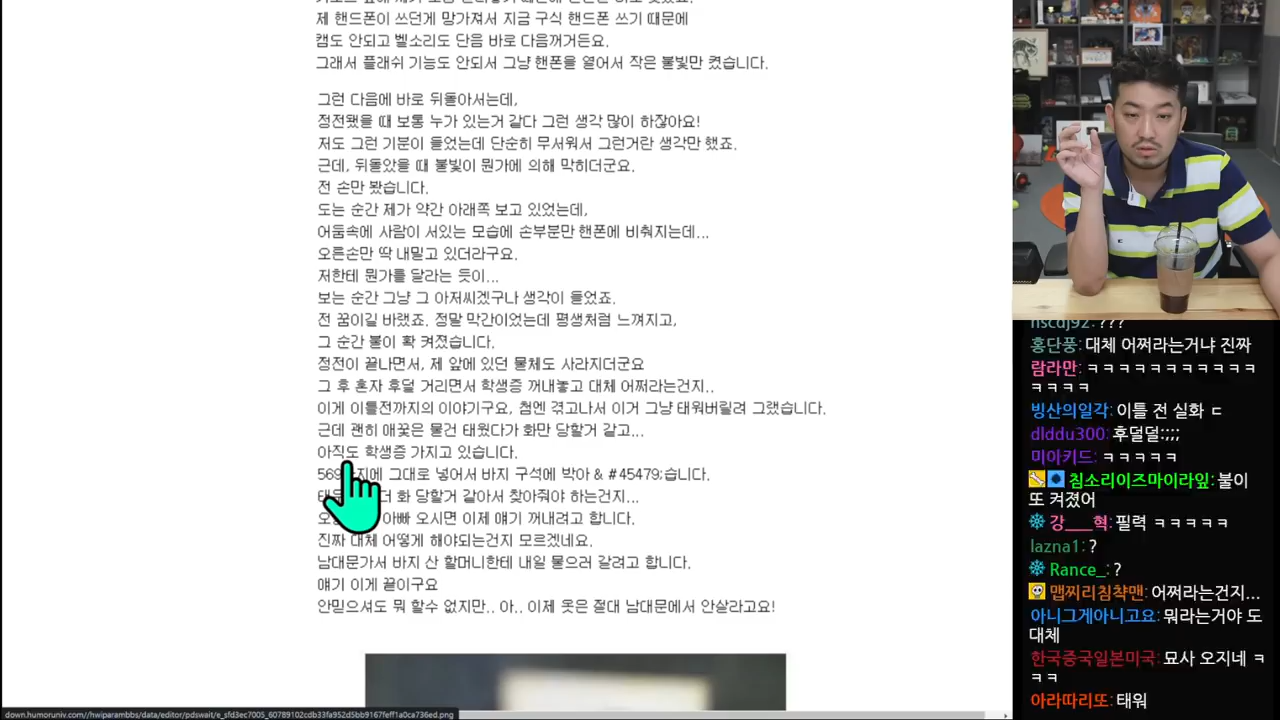 제 핸드폰이 쓰던게 망가져서 지금 구식 핸드폰 쓰기 때문에
캠도 안되고 벨소리도 단음 바로 다음꺼거든요.
그래서 플래쉬 기능도 안되서 그냥 핸폰을 열어서 작은 불빛만 켰습니다.
그런 다음에 바로 뒤돌아서는데,
정전됐을 때 보통 누가 있는거 같다 그런 생각 많이 하잖아요!
저도 그런 기분이 들었는데 단순히 무서워서 그런거란 생각만 했죠.
근데, 뒤돌았을 때 불빛이 뭔가에 의해 막히더군요.
전 손만 봤습니다.
도는 순간 제가 약간 아래쪽 보고 있었는데,
어둠속에 사람이 서있는 모습에 손부분만 핸폰에 비춰지는데...
오른손만 딱 내밀고 있더라구요.
저한테 뭔가를 달라는 듯이...
보는 순간 그냥 그 아저씨겠구나 생각이 들었죠.
전 꿈이길 바랬죠. 정말 막간이었는데 평생처럼 느껴지고,
그 순간 불이 확 켜졌습니다.
정전이 끝나면서, 제 앞에 있던 물체도 사라지더군요
그 후 혼자 후덜 거리면서 학생증 꺼내놓고 대체 어쩌라는건지..
이게 이틀전까지의 이야기구요, 첨엔 겪고나서 이거 그냥 태워버릴려 그랬습니다.
근데 괜히 애꿎은 물건 태웠다가 화만 당할거 같고...
아직도 학생증 가지고 있습니다.
569 지에 그대로 넣어서 바지 구석에 박아 & #45479;습니다.
더 화 당할거 같아서 찾아줘야 하는건지...
아빠 오시면 이제 얘기 꺼내려고 합니다.
진짜 대체 어떻게 해야되는건지 모르겠네요.
남대문가서 바지 산 할머니한테 내일 물으러 갈려고 합니다.
얘기 이게 끝이구요
안믿으셔도 뭐 할수 없지만.. 아.. 이제 옷은 절대 남대문에서 안살라고요!
down.humoruniv.com//hwiparambbs/data/editor/pdswait/e_sfd3ec7005_60789102cdb33fa952d5bb9167feff1a0ca736ed.png
hscdj92: ???
홍단풍: 대체 어쩌라는거냐 진짜
람라만: ㅋㅋㅋㅋㅋㅋㅋㅋㅋㅋㅋ
ㅋㅋㅋㅋ
빙산의일각: 이틀 전 실화 ㄷ
dlddu300: 후덜덜;;;;
미아키드: ㅋㅋㅋㅋㅋ
침소리이즈마이라잎: 불이
또 켜졌어
강___혁: 필력 ㅋㅋㅋㅋㅋ
lazna1: ?
Rance_: ?
맵찌리침챡맨: 어쩌라는건지...
아니그게아니고요: 뭐라는거야 도
대체
한국중국일본미국: 묘사 오지네 ㅋ
ㅋㅋ
아라따리또: 태워